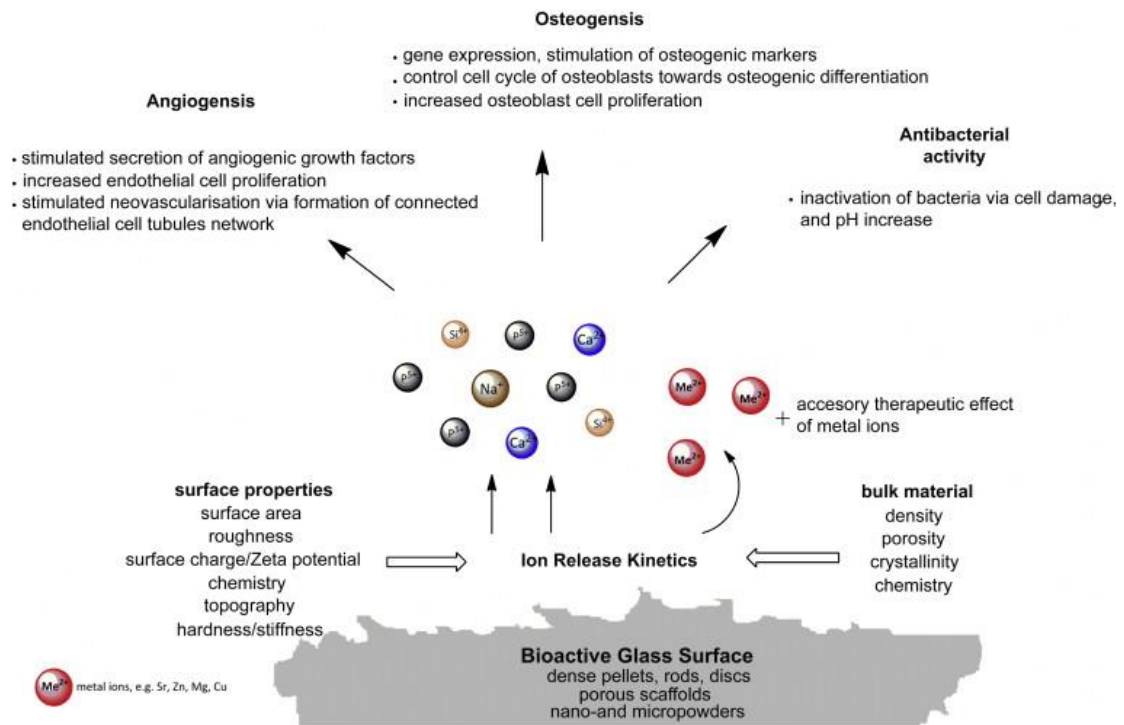 Osteogensis
• gene expression, stimulation of osteogenic markers
• control cell cycle of osteoblasts towards osteogenic differentiation
• increased osteoblast cell proliferation
Angiogensis
• stimulated secretion of angiogenic growth factors
• increased endothelial cell proliferation
• stimulated neovascularisation via formation of connected
endothelial cell tubules network
Antibacterial
activity
• inactivation of bacteria via cell damage,
and pH increase
Si⁴⁺
P⁵⁺
Ca²⁺
P⁵⁺
Na⁺
P⁵⁺
Me²⁺
Me²⁺
P⁵⁺
Ca²⁺
Si⁴⁺
Me²⁺
+ accesory therapeutic effect
of metal ions
surface properties
surface area
roughness
surface charge/Zeta potential
chemistry
topography
hardness/stiffness
Ion Release Kinetics
bulk material
density
porosity
crystallinity
chemistry
Bioactive Glass Surface
dense pellets, rods, discs
porous scaffolds
nano-and micropowders
Me²⁺ metal ions, e.g. Sr, Zn, Mg, Cu